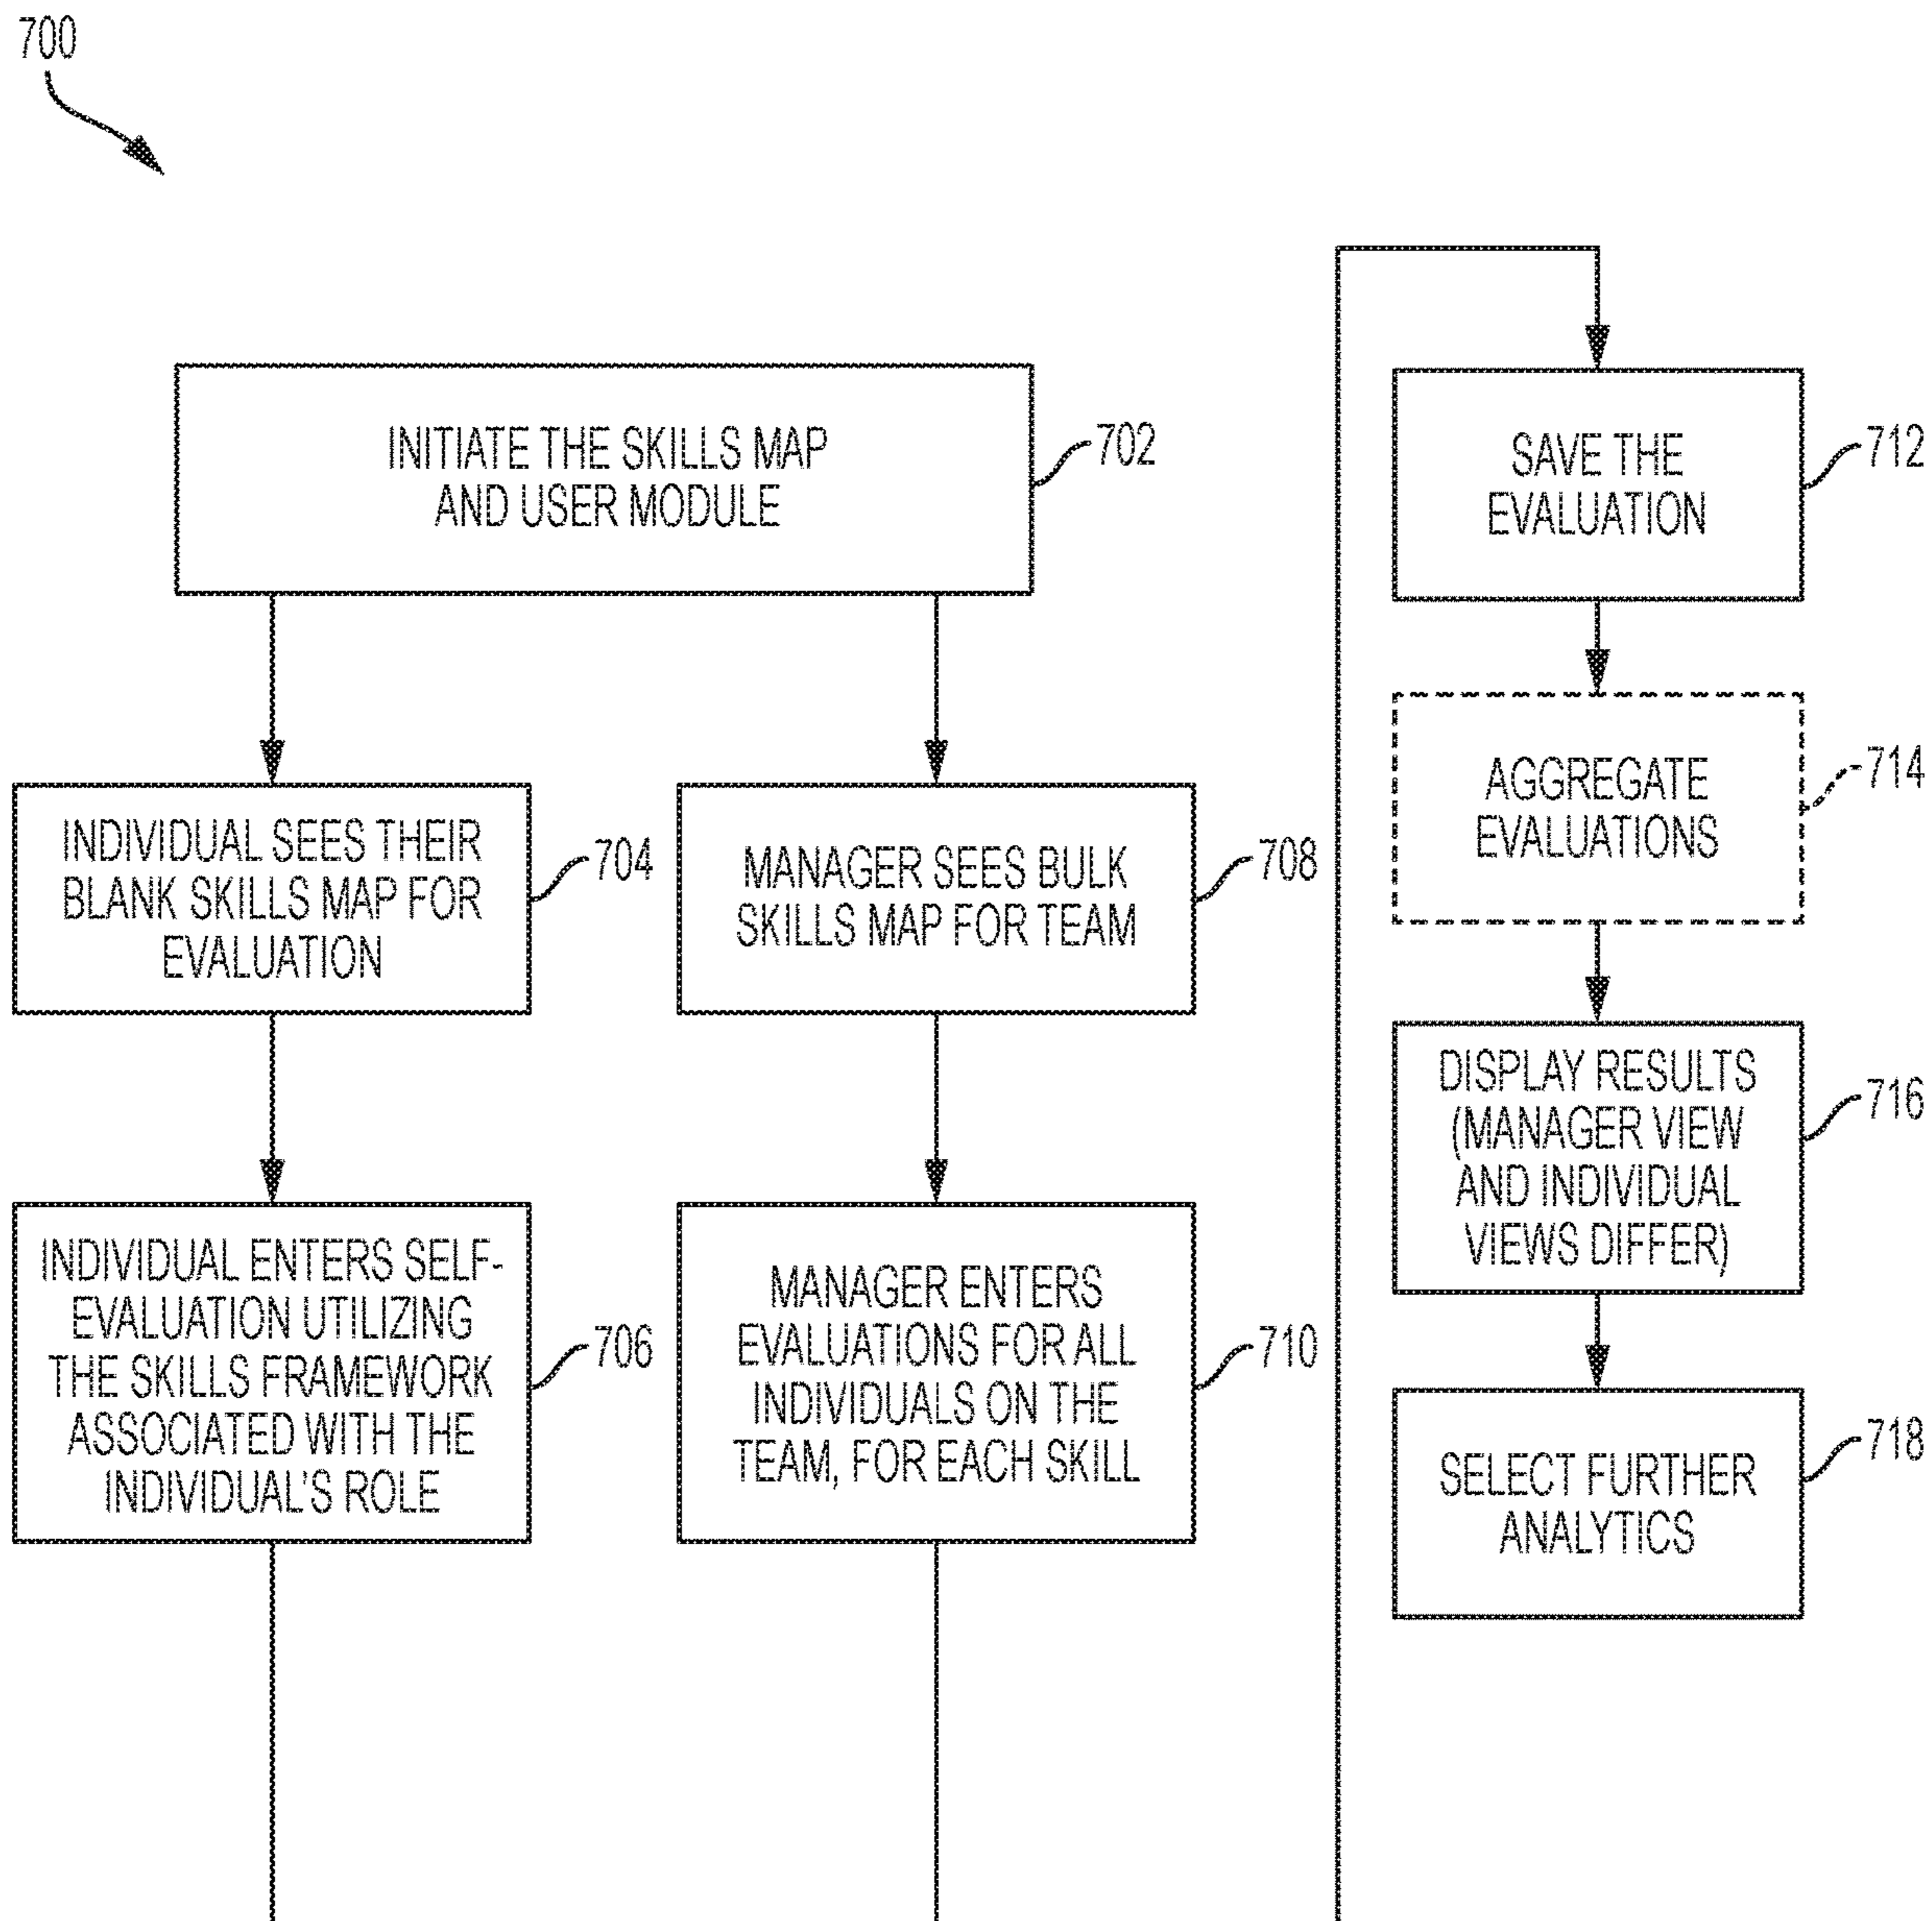 700
INITIATE THE SKILLS MAP
AND USER MODULE
702
INDIVIDUAL SEES THEIR
BLANK SKILLS MAP FOR
EVALUATION
704
INDIVIDUAL ENTERS SELF-
EVALUATION UTILIZING
THE SKILLS FRAMEWORK
ASSOCIATED WITH THE
INDIVIDUAL'S ROLE
706
MANAGER SEES BULK
SKILLS MAP FOR TEAM
708
MANAGER ENTERS
EVALUATIONS FOR ALL
INDIVIDUALS ON THE
TEAM, FOR EACH SKILL
710
SAVE THE
EVALUATION
712
AGGREGATE
EVALUATIONS
714
DISPLAY RESULTS
(MANAGER VIEW
AND INDIVIDUAL
VIEWS DIFFER)
716
SELECT FURTHER
ANALYTICS
718